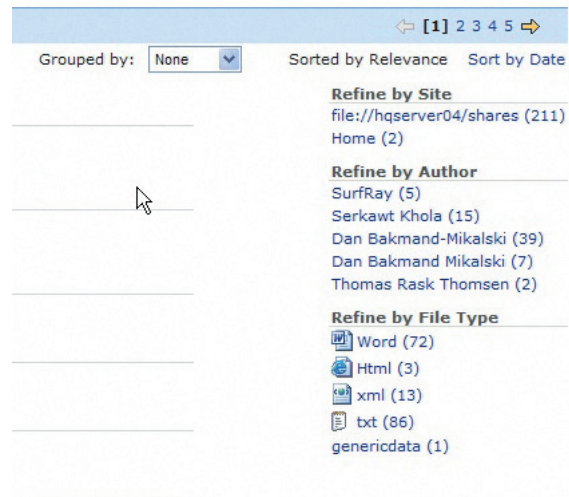 [1] 2 3 4 5
Grouped by: None Sorted by Relevance Sort by Date
Refine by Site
file://hqserver04/shares (211)
Home (2)
Refine by Author
SurfRay (5)
Serkawt Khola (15)
Dan Bakmand-Mikalski (39)
Dan Bakmand Mikalski (7)
Thomas Rask Thomsen (2)
Refine by File Type
Word (72)
Html (3)
xml (13)
txt (86)
genericdata (1)